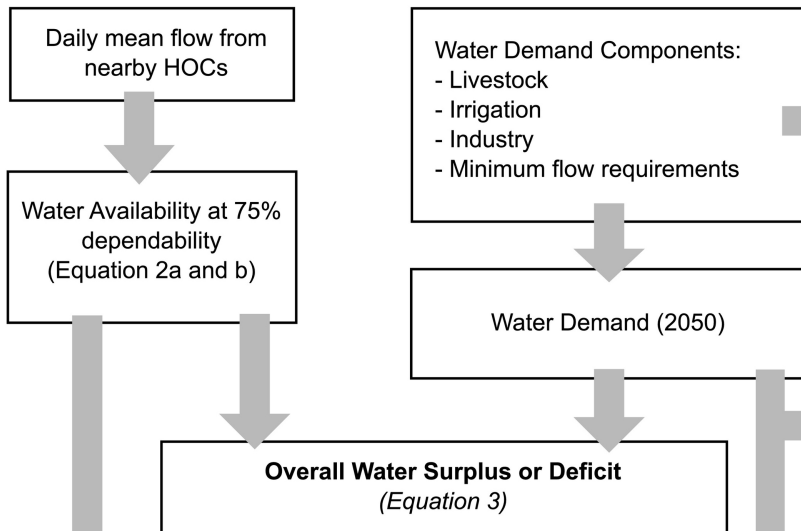 Daily mean flow from
nearby HOCs
Water Availability at 75%
dependability
(Equation 2a and b)
Water Demand Components:
- Livestock
- Irrigation
- Industry
- Minimum flow requirements
Water Demand (2050)
Overall Water Surplus or Deficit
(Equation 3)